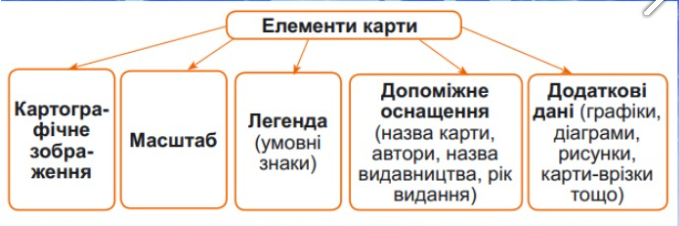 Елементи карти
Картогра-
фічне
зобра-
ження
Масштаб
Легенда
(умовні
знаки)
Допоміжне
оснащення
(назва карти,
автори, назва
видавництва, рік
видання)
Додаткові
дані (графіки,
діаграми,
рисунки,
карти-врізки
тощо)